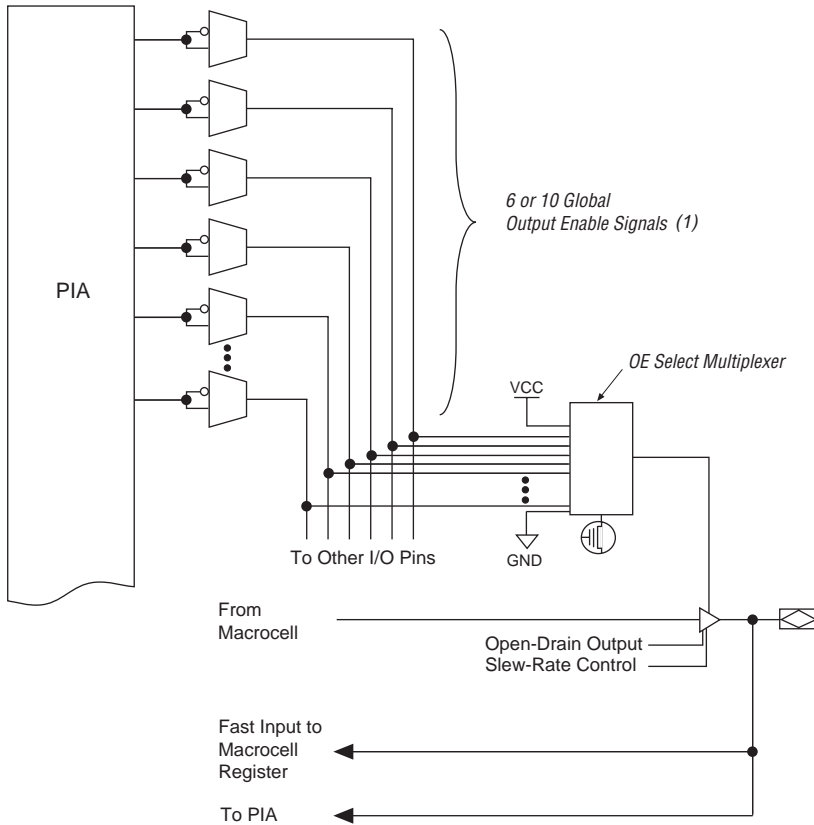 6 or 10 Global
Output Enable Signals (1)
PIA
OE Select Multiplexer
VCC
To Other I/O Pins
GND
From
Macrocell
Open-Drain Output
Slew-Rate Control
Fast Input to
Macrocell
Register
To PIA